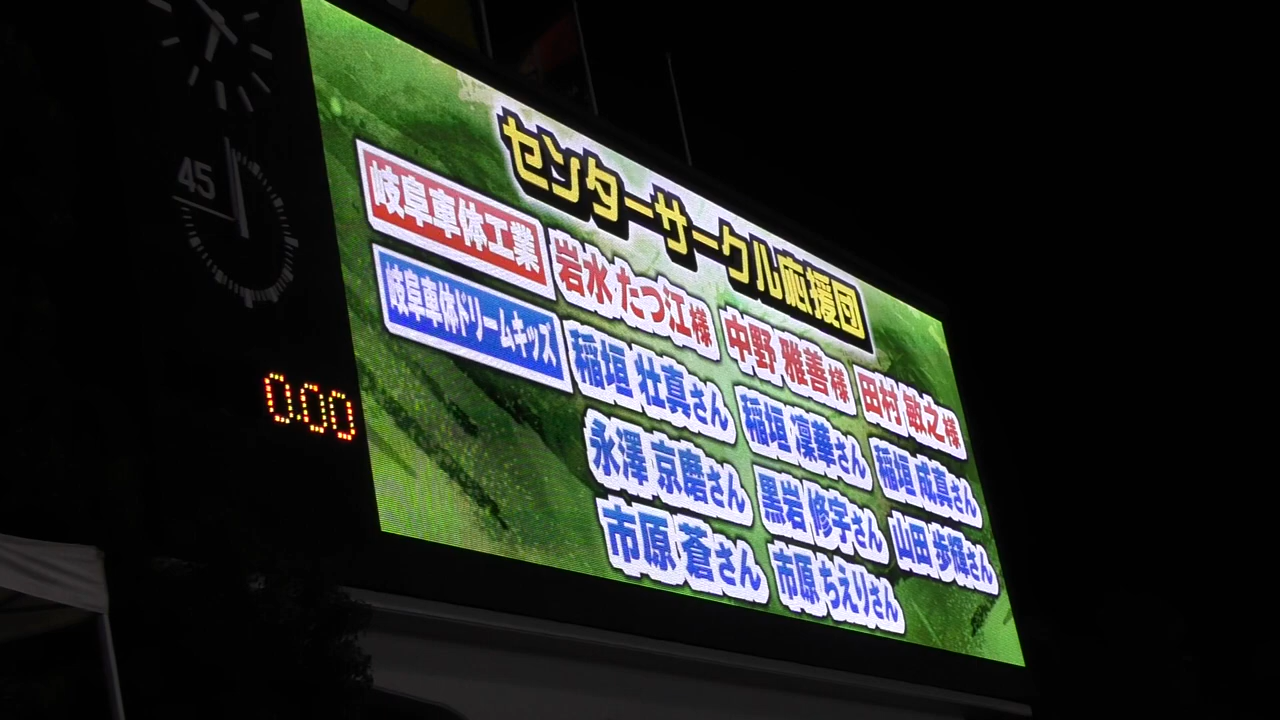 センターサークル応援団
岐阜車体工業 岩水 たづ江様 中野 雅善様 田村 敏之様
岐阜車体ドリームキッズ 稲垣 壮真さん 稲垣 凜華さん 稲垣 成真さん
永澤 京磨さん 黒岩 修字さん 山田 歩輝さん
市原 蒼さん 市原 ちえりさん
45
0.00